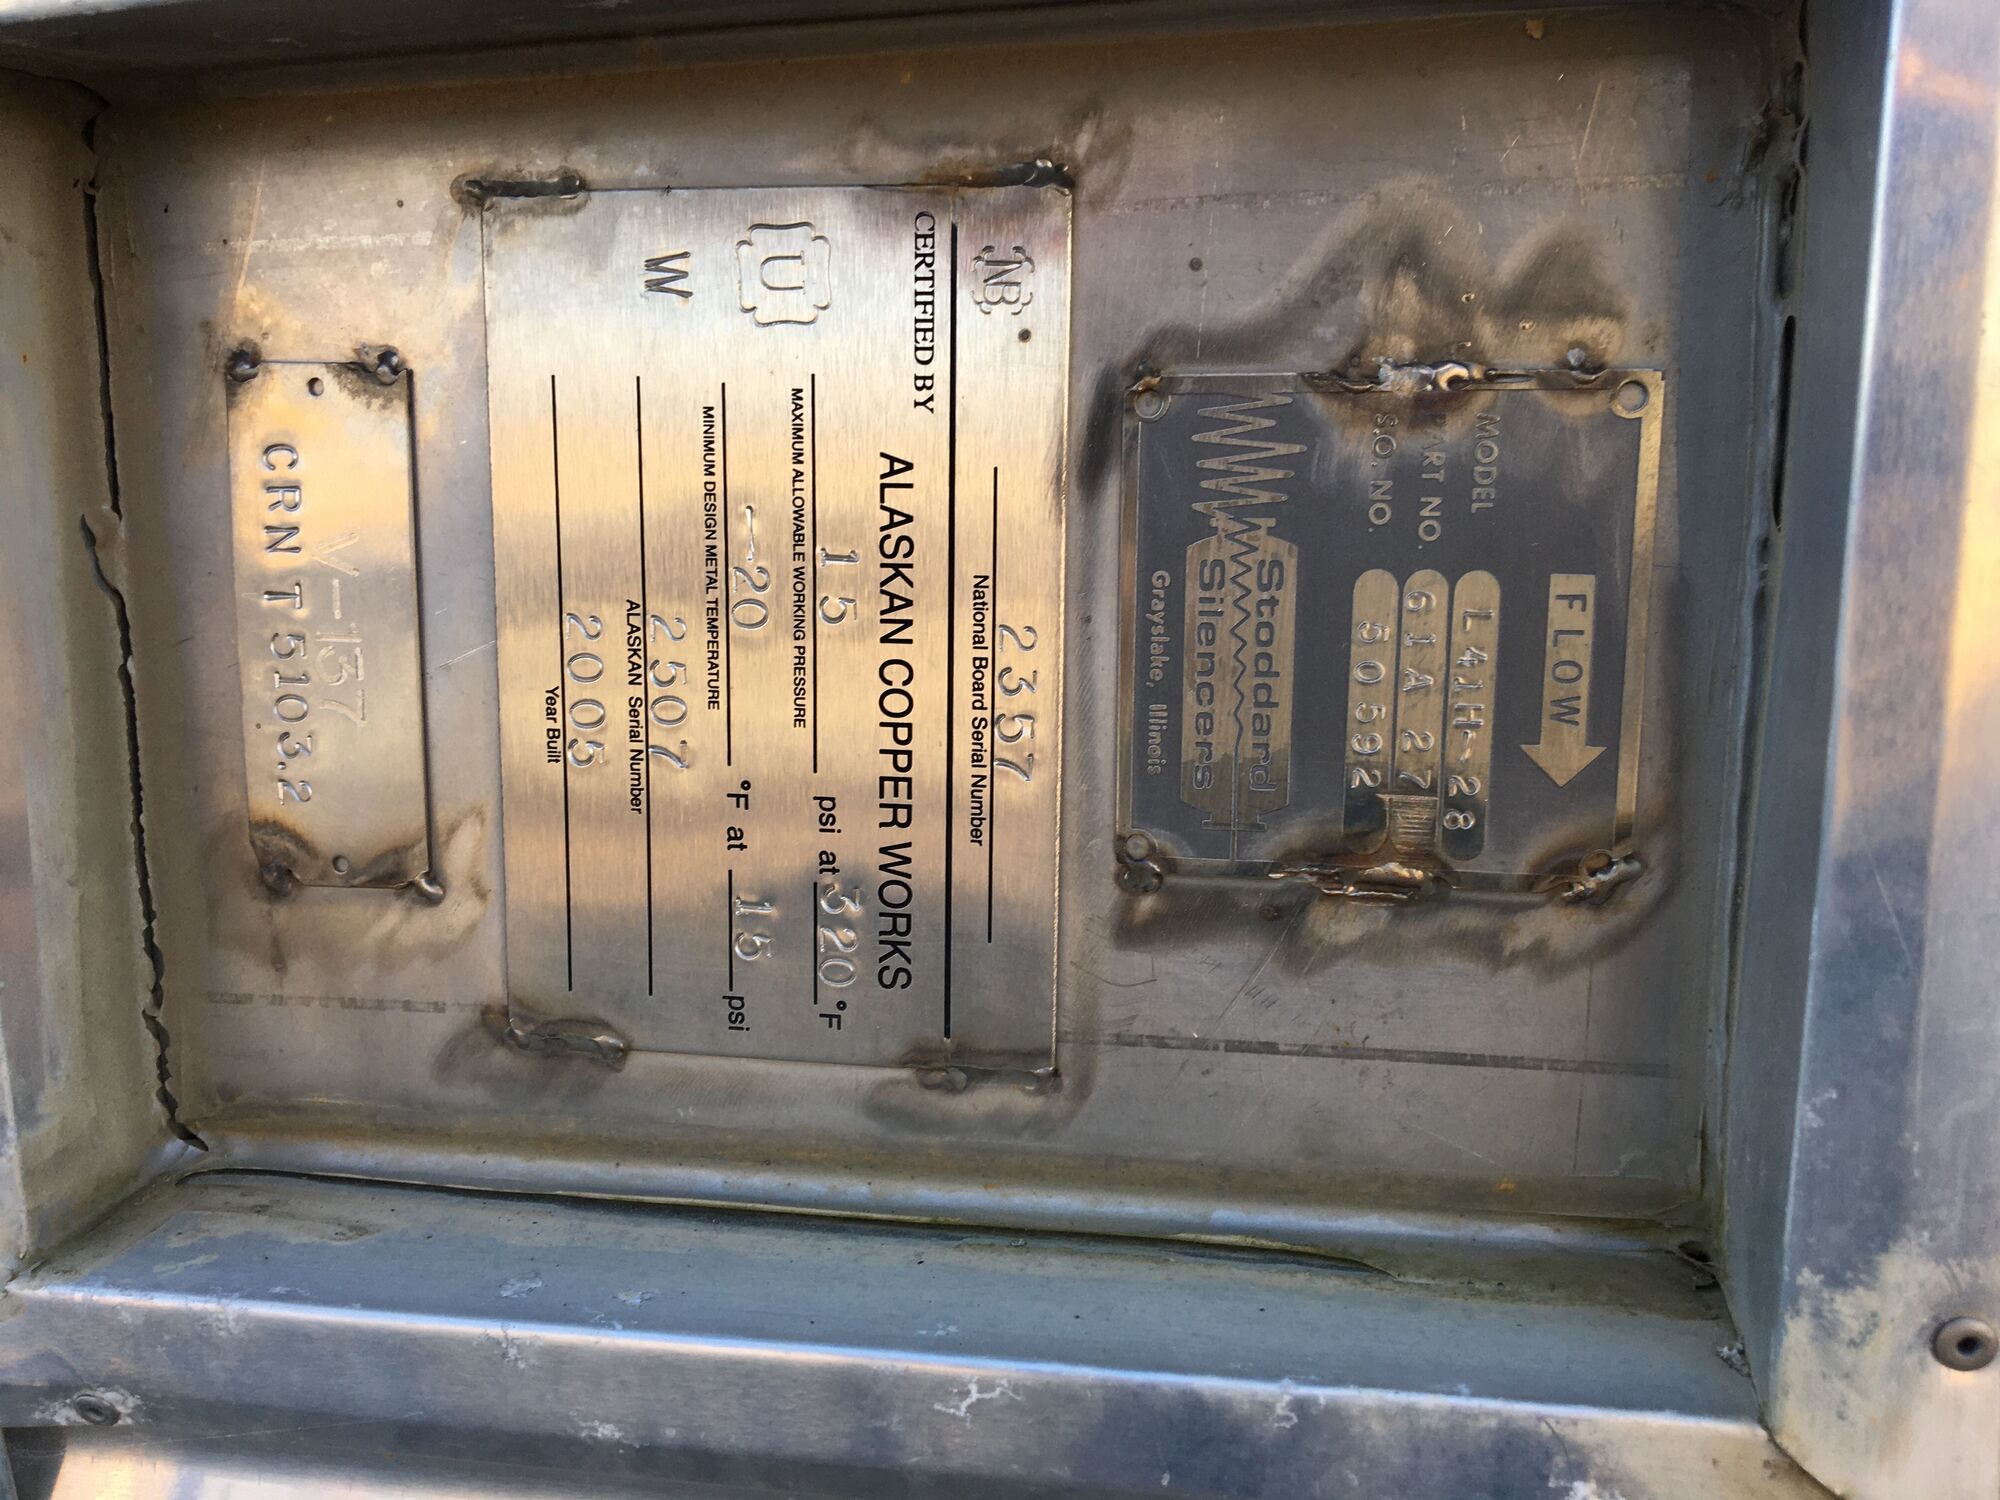 FLOW
MODEL L41H-28
PART NO. 61A27
S.O. NO. 50592
Stoddard
Silencers
Grayslake, Illinois
NB 2357
National Board Serial Number
CERTIFIED BY
ALASKAN COPPER WORKS
15 psi at 320 °F
MAXIMUM ALLOWABLE WORKING PRESSURE
U
-20 °F at 15 psi
MINIMUM DESIGN METAL TEMPERATURE
W
2507
ALASKAN Serial Number
2005
Year Built
V-137
CRN T5103.2